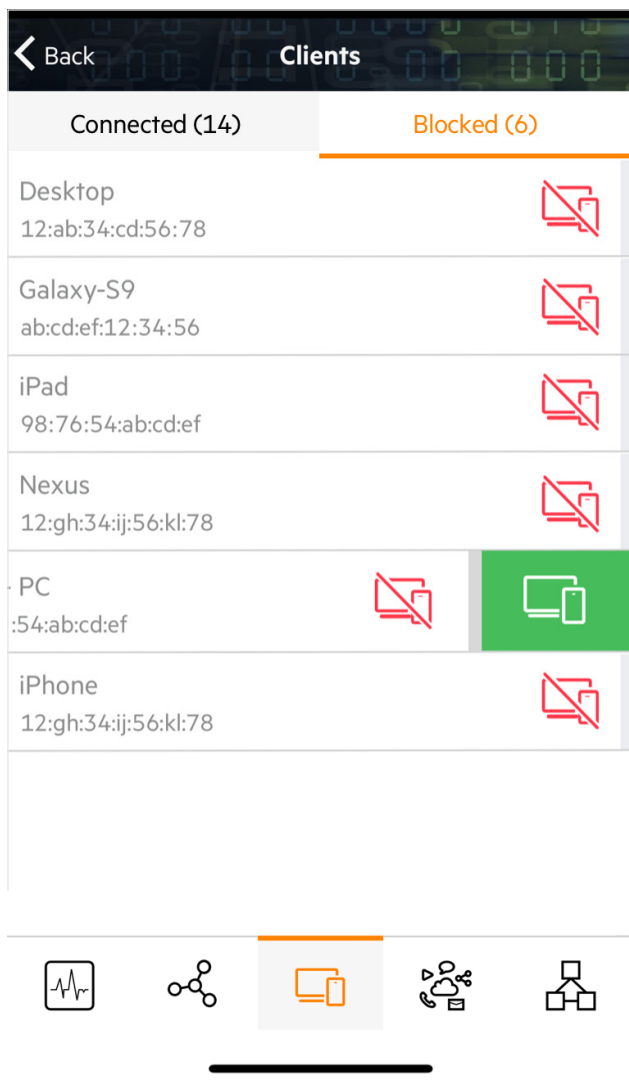 Back
Clients
Connected (14)
Blocked (6)
Desktop
12:ab:34:cd:56:78
Galaxy-S9
ab:cd:ef:12:34:56
iPad
98:76:54:ab:cd:ef
Nexus
12:gh:34:ij:56:kl:78
- PC
:54:ab:cd:ef
iPhone
12:gh:34:ij:56:kl:78